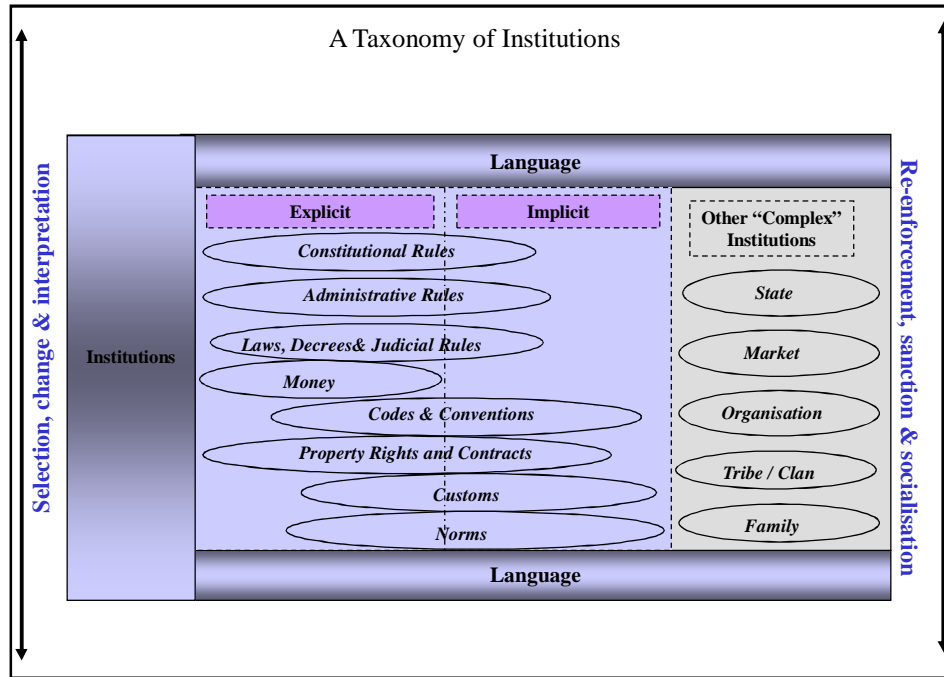 A Taxonomy of Institutions
Selection, change & interpretation
Institutions
Language
Explicit
Implicit
Constitutional Rules
Administrative Rules
Laws, Decrees& Judicial Rules
Money
Codes & Conventions
Property Rights and Contracts
Customs
Norms
Other “Complex”
Institutions
State
Market
Organisation
Tribe / Clan
Family
Language
Re-enforcement, sanction & socialisation